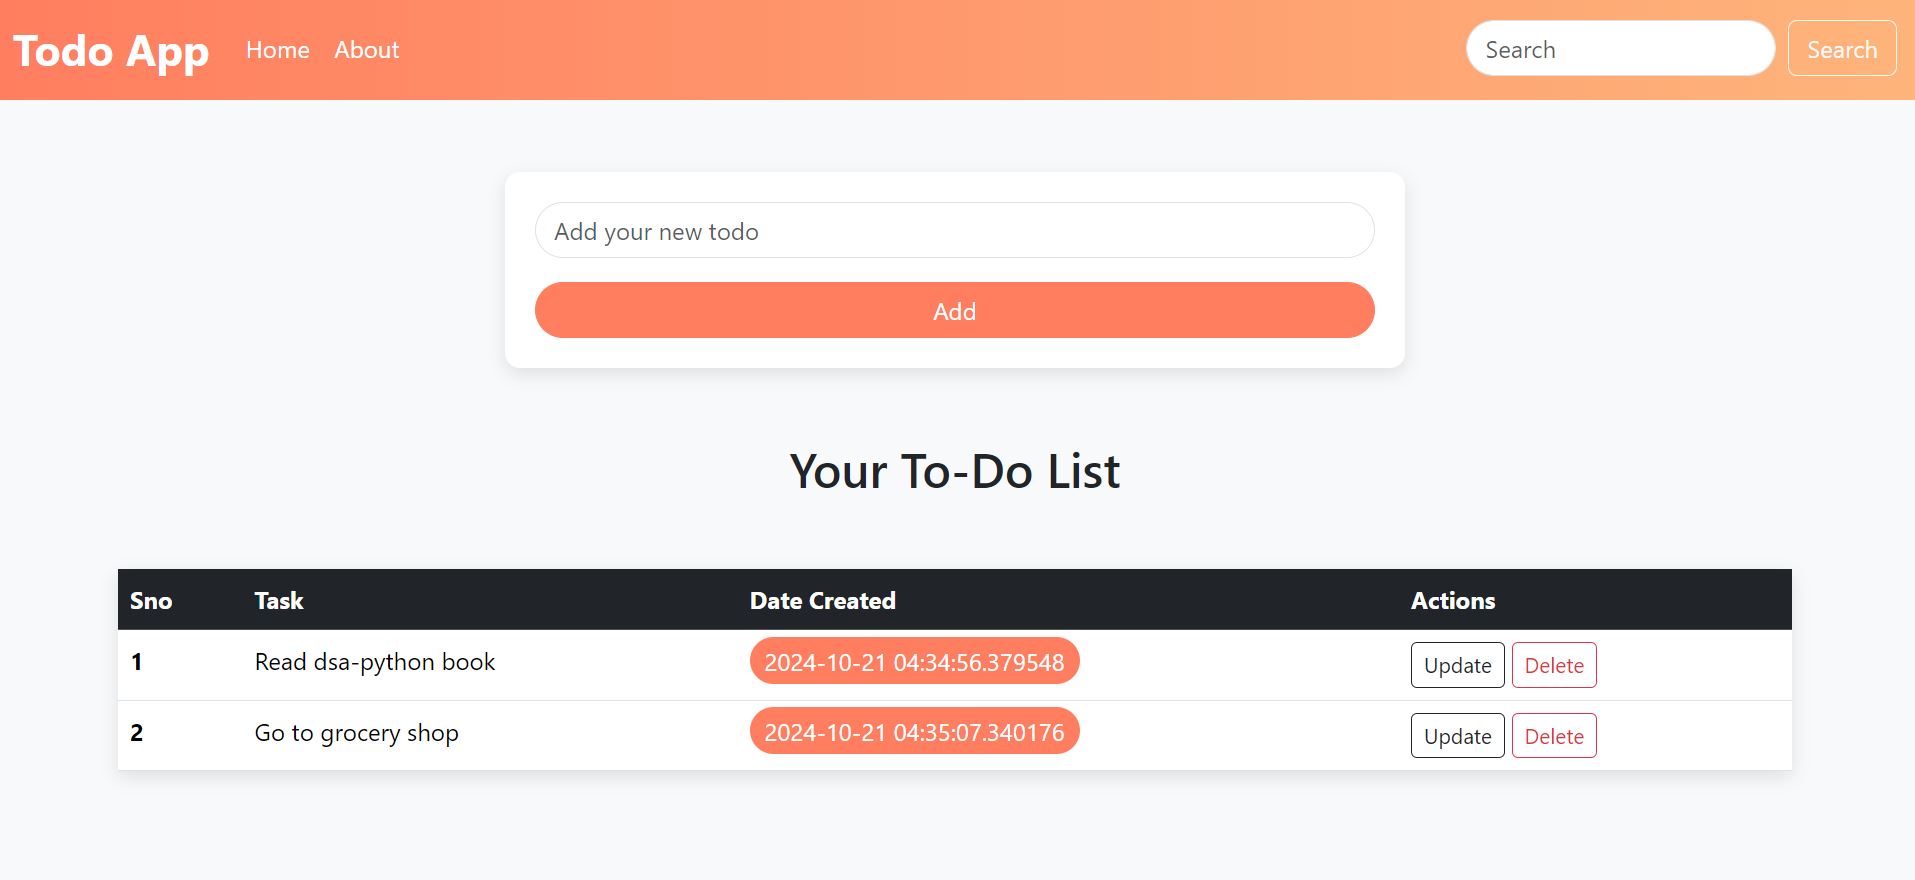 Todo App Home About Search Search
Add your new todo
Add
Your To-Do List
Sno Task Date Created Actions
1 Read dsa-python book 2024-10-21 04:34:56.379548 Update Delete
2 Go to grocery shop 2024-10-21 04:35:07.340176 Update Delete